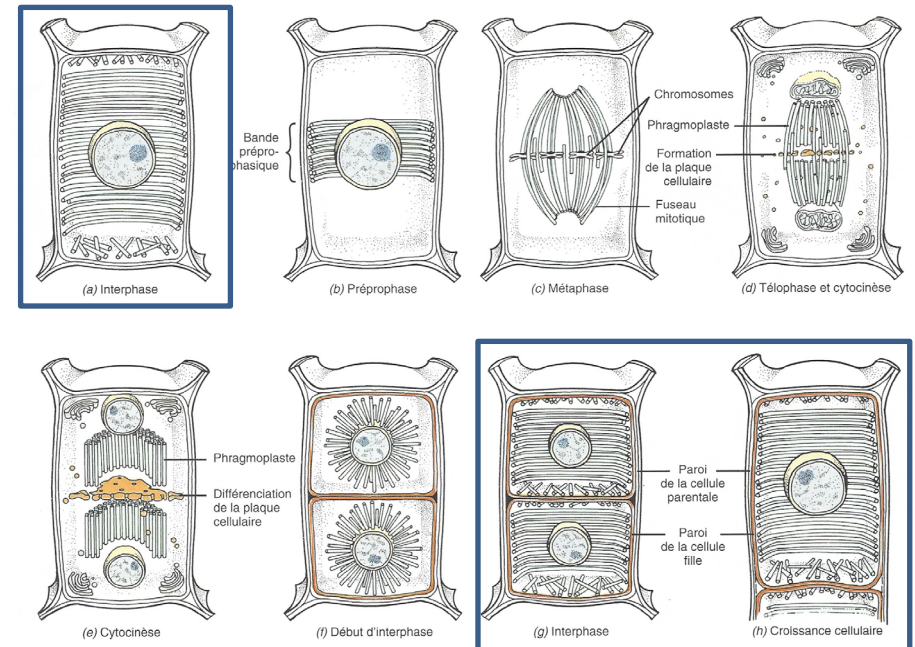 Bande
prépro-
phasique
Chromosomes
Fuseau
mitotique
Phragmoplaste
Formation
de la plaque
cellulaire
(a) Interphase
(b) Préprophase
(c) Métaphase
(d) Télophase et cytocinèse
Phragmoplaste
Différenciation
de la plaque
cellulaire
Paroi
de la cellule
parentale
Paroi
de la cellule
fille
(e) Cytocinèse
(f) Début d'interphase
(g) Interphase
(h) Croissance cellulaire